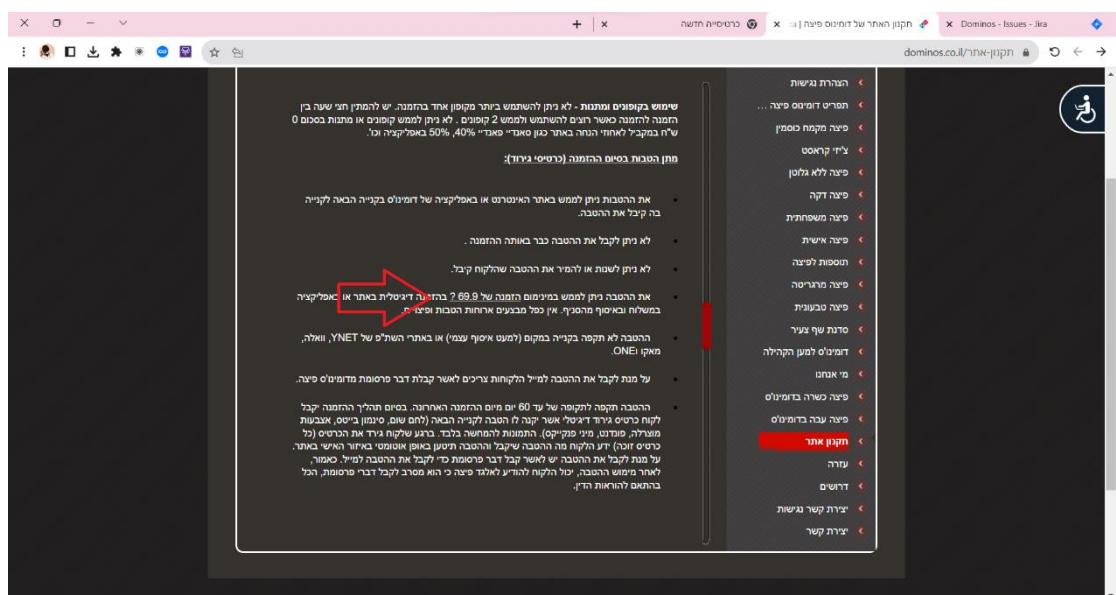 Dominos - Issues - Jira
תקנון האתר של דומינוס פיצה |
כרטיסייה חדשה
dominos.co.il/תקנון-אתר
הצהרת נגישות
תפריט דומינוס פיצה ...
פיצה מקמח כוסמין
צ'יזי קראסט
פיצה ללא גלוטן
פיצה דקה
פיצה משפחתית
פיצה אישית
תוספות לפיצה
פיצה מרגריטה
פיצה טבעונית
סדנת שף צעיר
דומינו'ס למען הקהילה
מי אנחנו
פיצה כשרה בדומינו'ס
פיצה עבה בדומינו'ס
תקנון אתר
עזרה
דרושים
יצירת קשר נגישות
יצירת קשר
שימוש בקופונים ומתנות - לא ניתן להשתמש ביותר מקופון אחד בהזמנה. יש להמתין חצי שעה בין
הזמנה להזמנה כאשר רוצים להשתמש ולממש 2 קופונים . לא ניתן לממש קופונים או מתנות בסכום 0
ש"ח במקביל לאחוזי הנחה באתר כגון סאנדיי פאנדיי 40%, 50% באפליקציה וכו'.
מתן הטבות בסיום ההזמנה (כרטיסי גירוד):
את ההטבות ניתן לממש באתר האינטרנט או באפליקציה של דומינו'ס בקנייה הבאה לקנייה
בה קיבל את ההטבה.
לא ניתן לקבל את ההטבה כבר באותה ההזמנה .
לא ניתן לשנות או להמיר את ההטבה שהלקוח קיבל.
את ההטבה ניתן לממש במינימום הזמנה של 69.9 ? בהזמנה דיגיטלית באתר או באפליקציה
במשלוח ובאיסוף מהסניף. אין כפל מבצעים ארוחות הטבות ופיצויים.
ההטבה לא תקפה בקנייה במקום (למעט איסוף עצמי) או באתרי השת"פ של YNET, וואלה,
מאקו וONE.
על מנת לקבל את ההטבה למייל הלקוחות צריכים לאשר קבלת דבר פרסומת מדומינו'ס פיצה.
ההטבה תקפה לתקופה של עד 60 יום מיום ההזמנה האחרונה. בסיום תהליך ההזמנה יקבל
לקוח כרטיס גירוד דיגיטלי אשר יקנה לו הטבה לקנייה הבאה (לחם שום, סינמון בייטס, אצבעות
מוצרלה, פונדנט, מיני פנקייקס). התמונות להמחשה בלבד. ברגע שלקוח גירד את הכרטיס (כל
כרטיס זוכה) ידע הלקוח מה ההטבה שיקבל וההטבה תיטען באופן אוטומטי באיזור האישי באתר.
על מנת לקבל את ההטבה יש לאשר קבל דבר פרסומת כדי לקבל את ההטבה למייל. כאמור,
לאחר מימוש ההטבה, יכול הלקוח להודיע לאלגד פיצה כי הוא מסרב לקבל דברי פרסומת, הכל
בהתאם להוראות הדין.